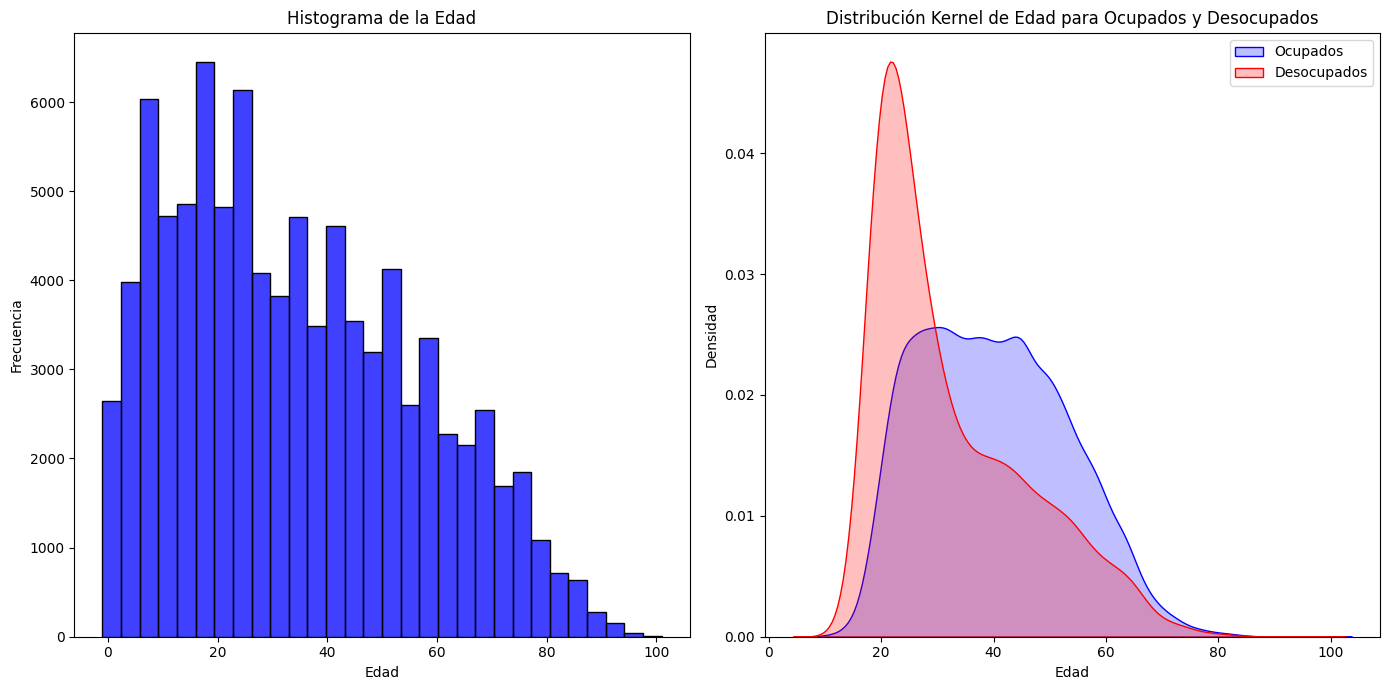 Histograma de la Edad
Frecuencia
6000
5000
4000
3000
2000
1000
0
0 20 40 60 80 100
Edad
Distribución Kernel de Edad para Ocupados y Desocupados
Ocupados
Desocupados
Densidad
0.04
0.03
0.02
0.01
0.00
0 20 40 60 80 100
Edad